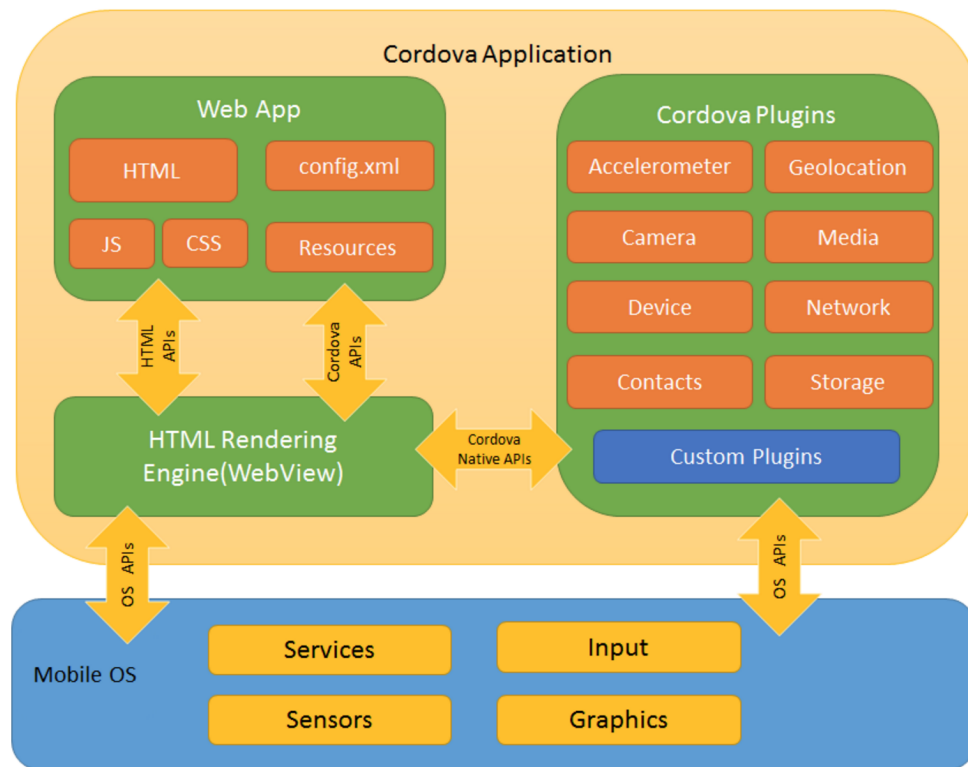 Cordova Application
Web App
HTML
config.xml
JS
CSS
Resources
HTML
APIs
Cordova
APIs
HTML Rendering
Engine(WebView)
Cordova
Native APIs
Cordova Plugins
Accelerometer
Geolocation
Camera
Media
Device
Network
Contacts
Storage
Custom Plugins
OS APIs
OS APIs
Mobile OS
Services
Input
Sensors
Graphics